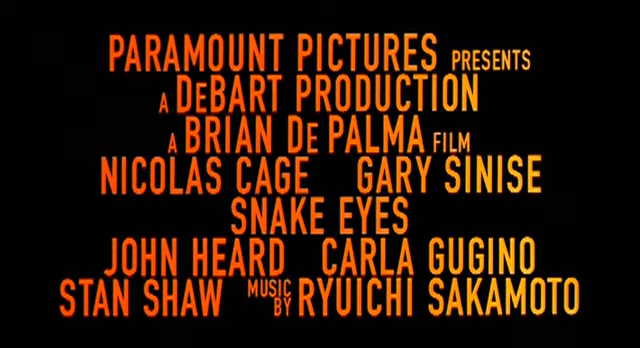 PARAMOUNT PICTURES PRESENTS
A DEBART PRODUCTION
A BRIAN DE PALMA FILM
NICOLAS CAGE GARY SINISE
SNAKE EYES
JOHN HEARD CARLA GUGINO
STAN SHAW MUSIC BY RYUICHI SAKAMOTO